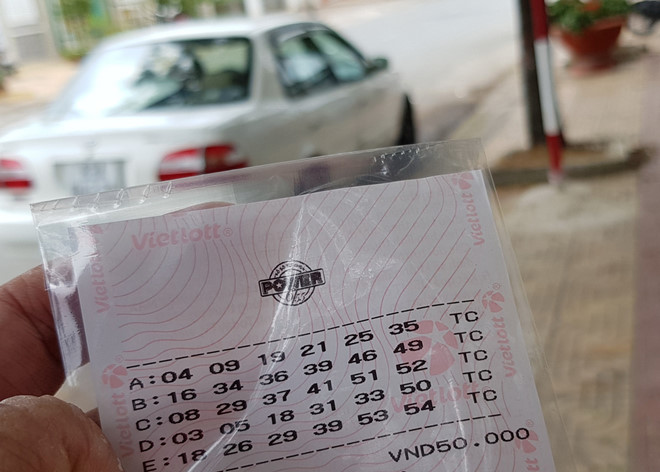 Vietlott®
Vietlott
POWER
A:04 09 19 21 25 35 TC
B:16 34 36 39 46 49 TC
C:08 29 37 41 51 52 TC
D:03 05 18 31 33 50 TC
E:18 26 29 39 53 54 TC
Vietlott
VND50.000